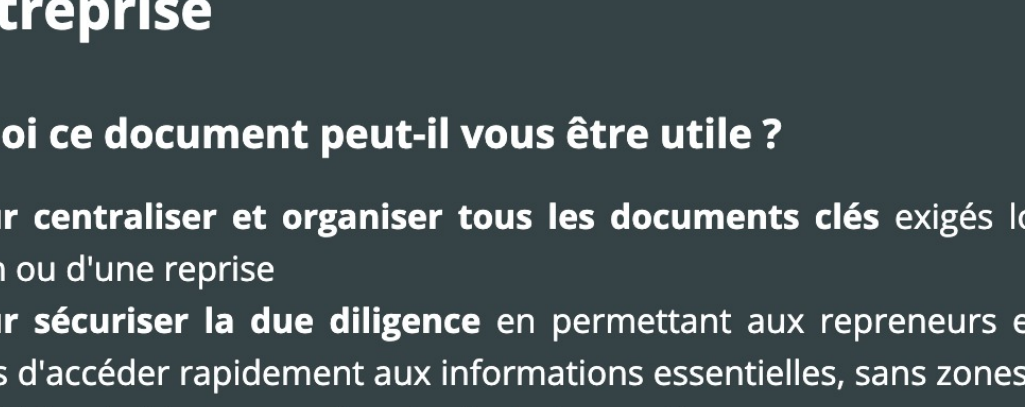 treprise
oi ce document peut-il vous être utile ?
r centraliser et organiser tous les documents clés exigés lo
n ou d'une reprise
r sécuriser la due diligence en permettant aux repreneurs e
s d'accéder rapidement aux informations essentielles, sans zones